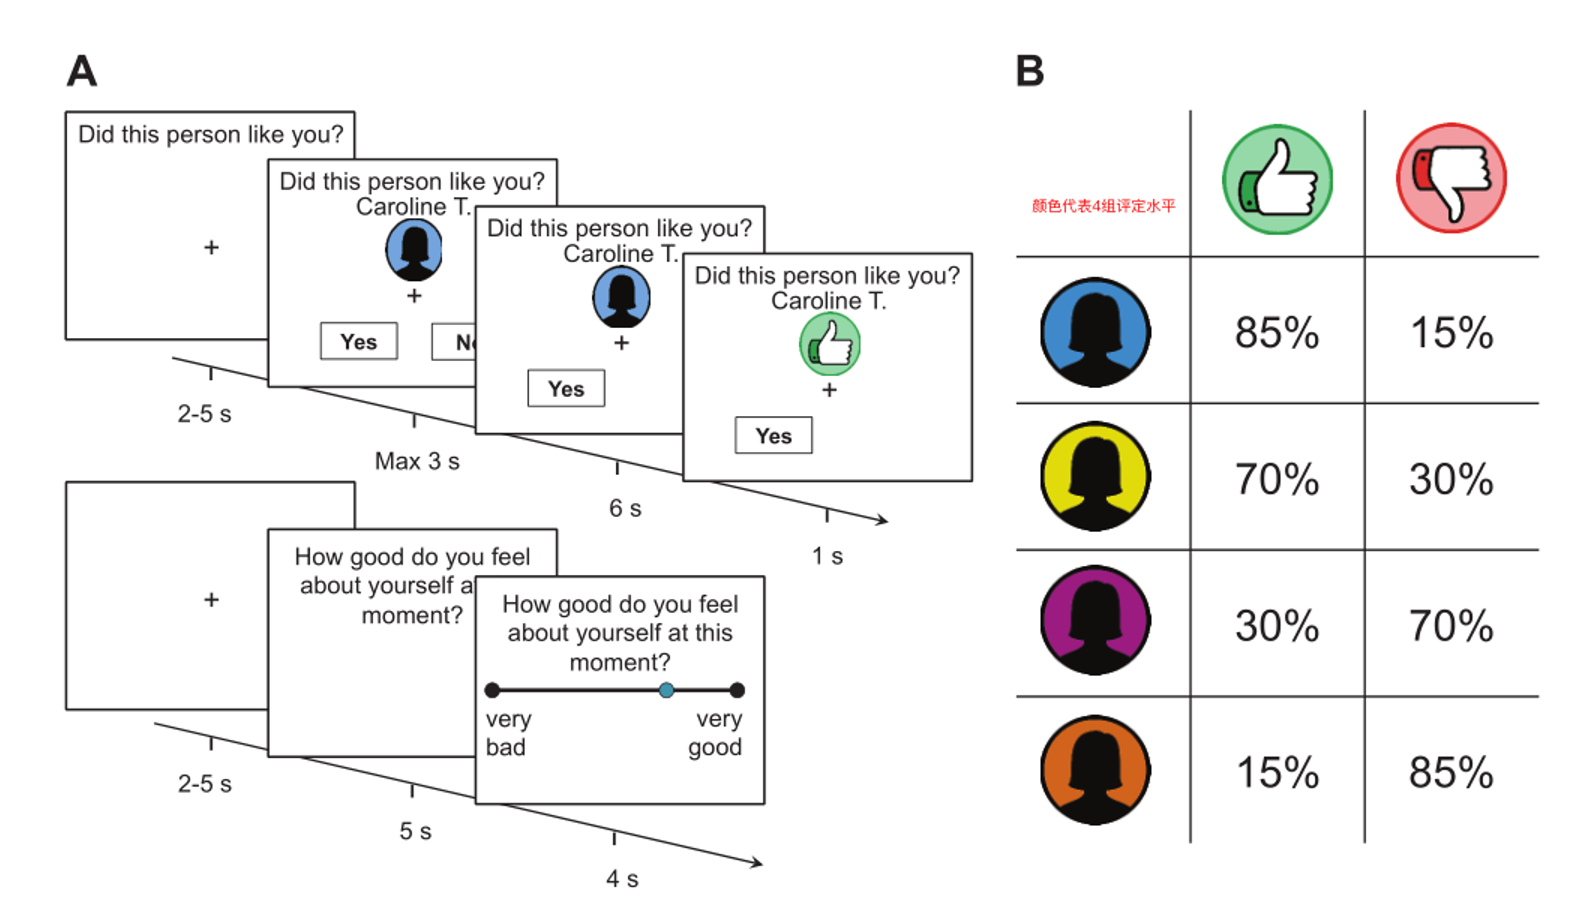 A
Did this person like you?
+
Did this person like you?
Caroline T.
+
Yes
No
Did this person like you?
Caroline T.
+
Yes
Did this person like you?
Caroline T.
+
Yes
2-5 s
Max 3 s
6 s
1 s
+
How good do you feel
about yourself a
moment?
How good do you feel
about yourself at this
moment?
very
bad
very
good
2-5 s
5 s
4 s
B
颜色代表4组评定水平
85%
15%
70%
30%
30%
70%
15%
85%